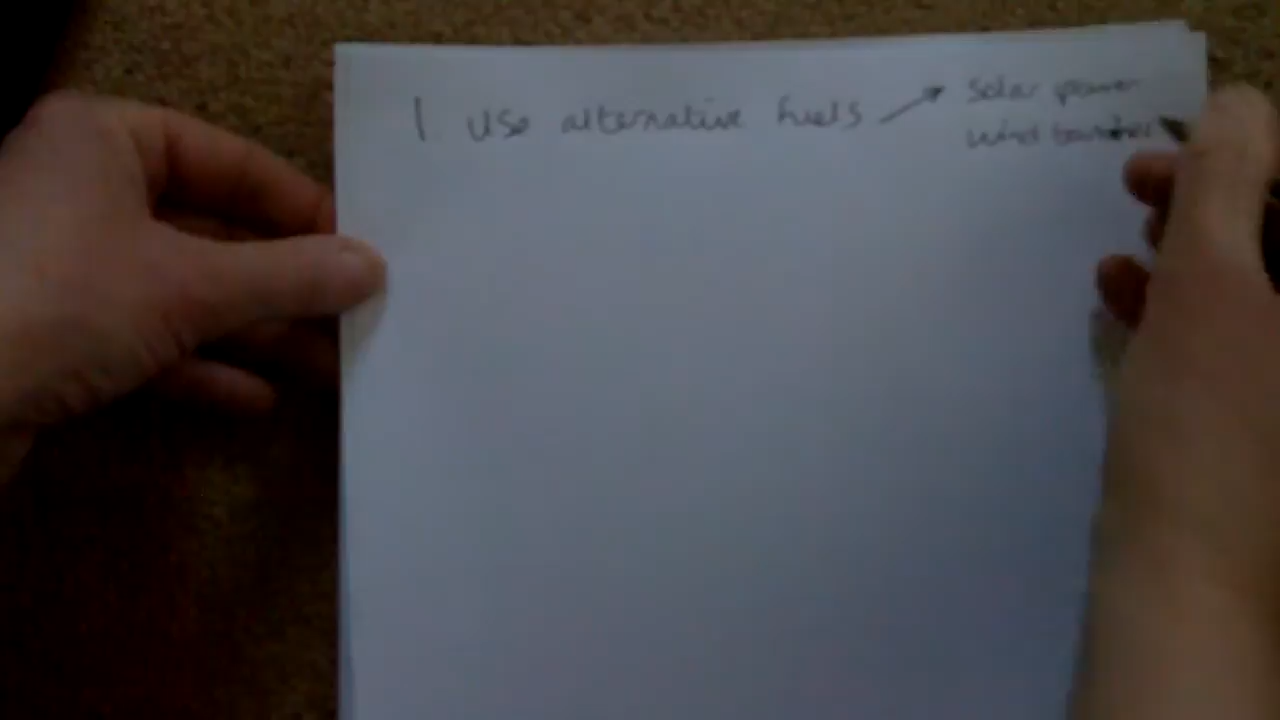 1 use alternative fuels
solar power
wind